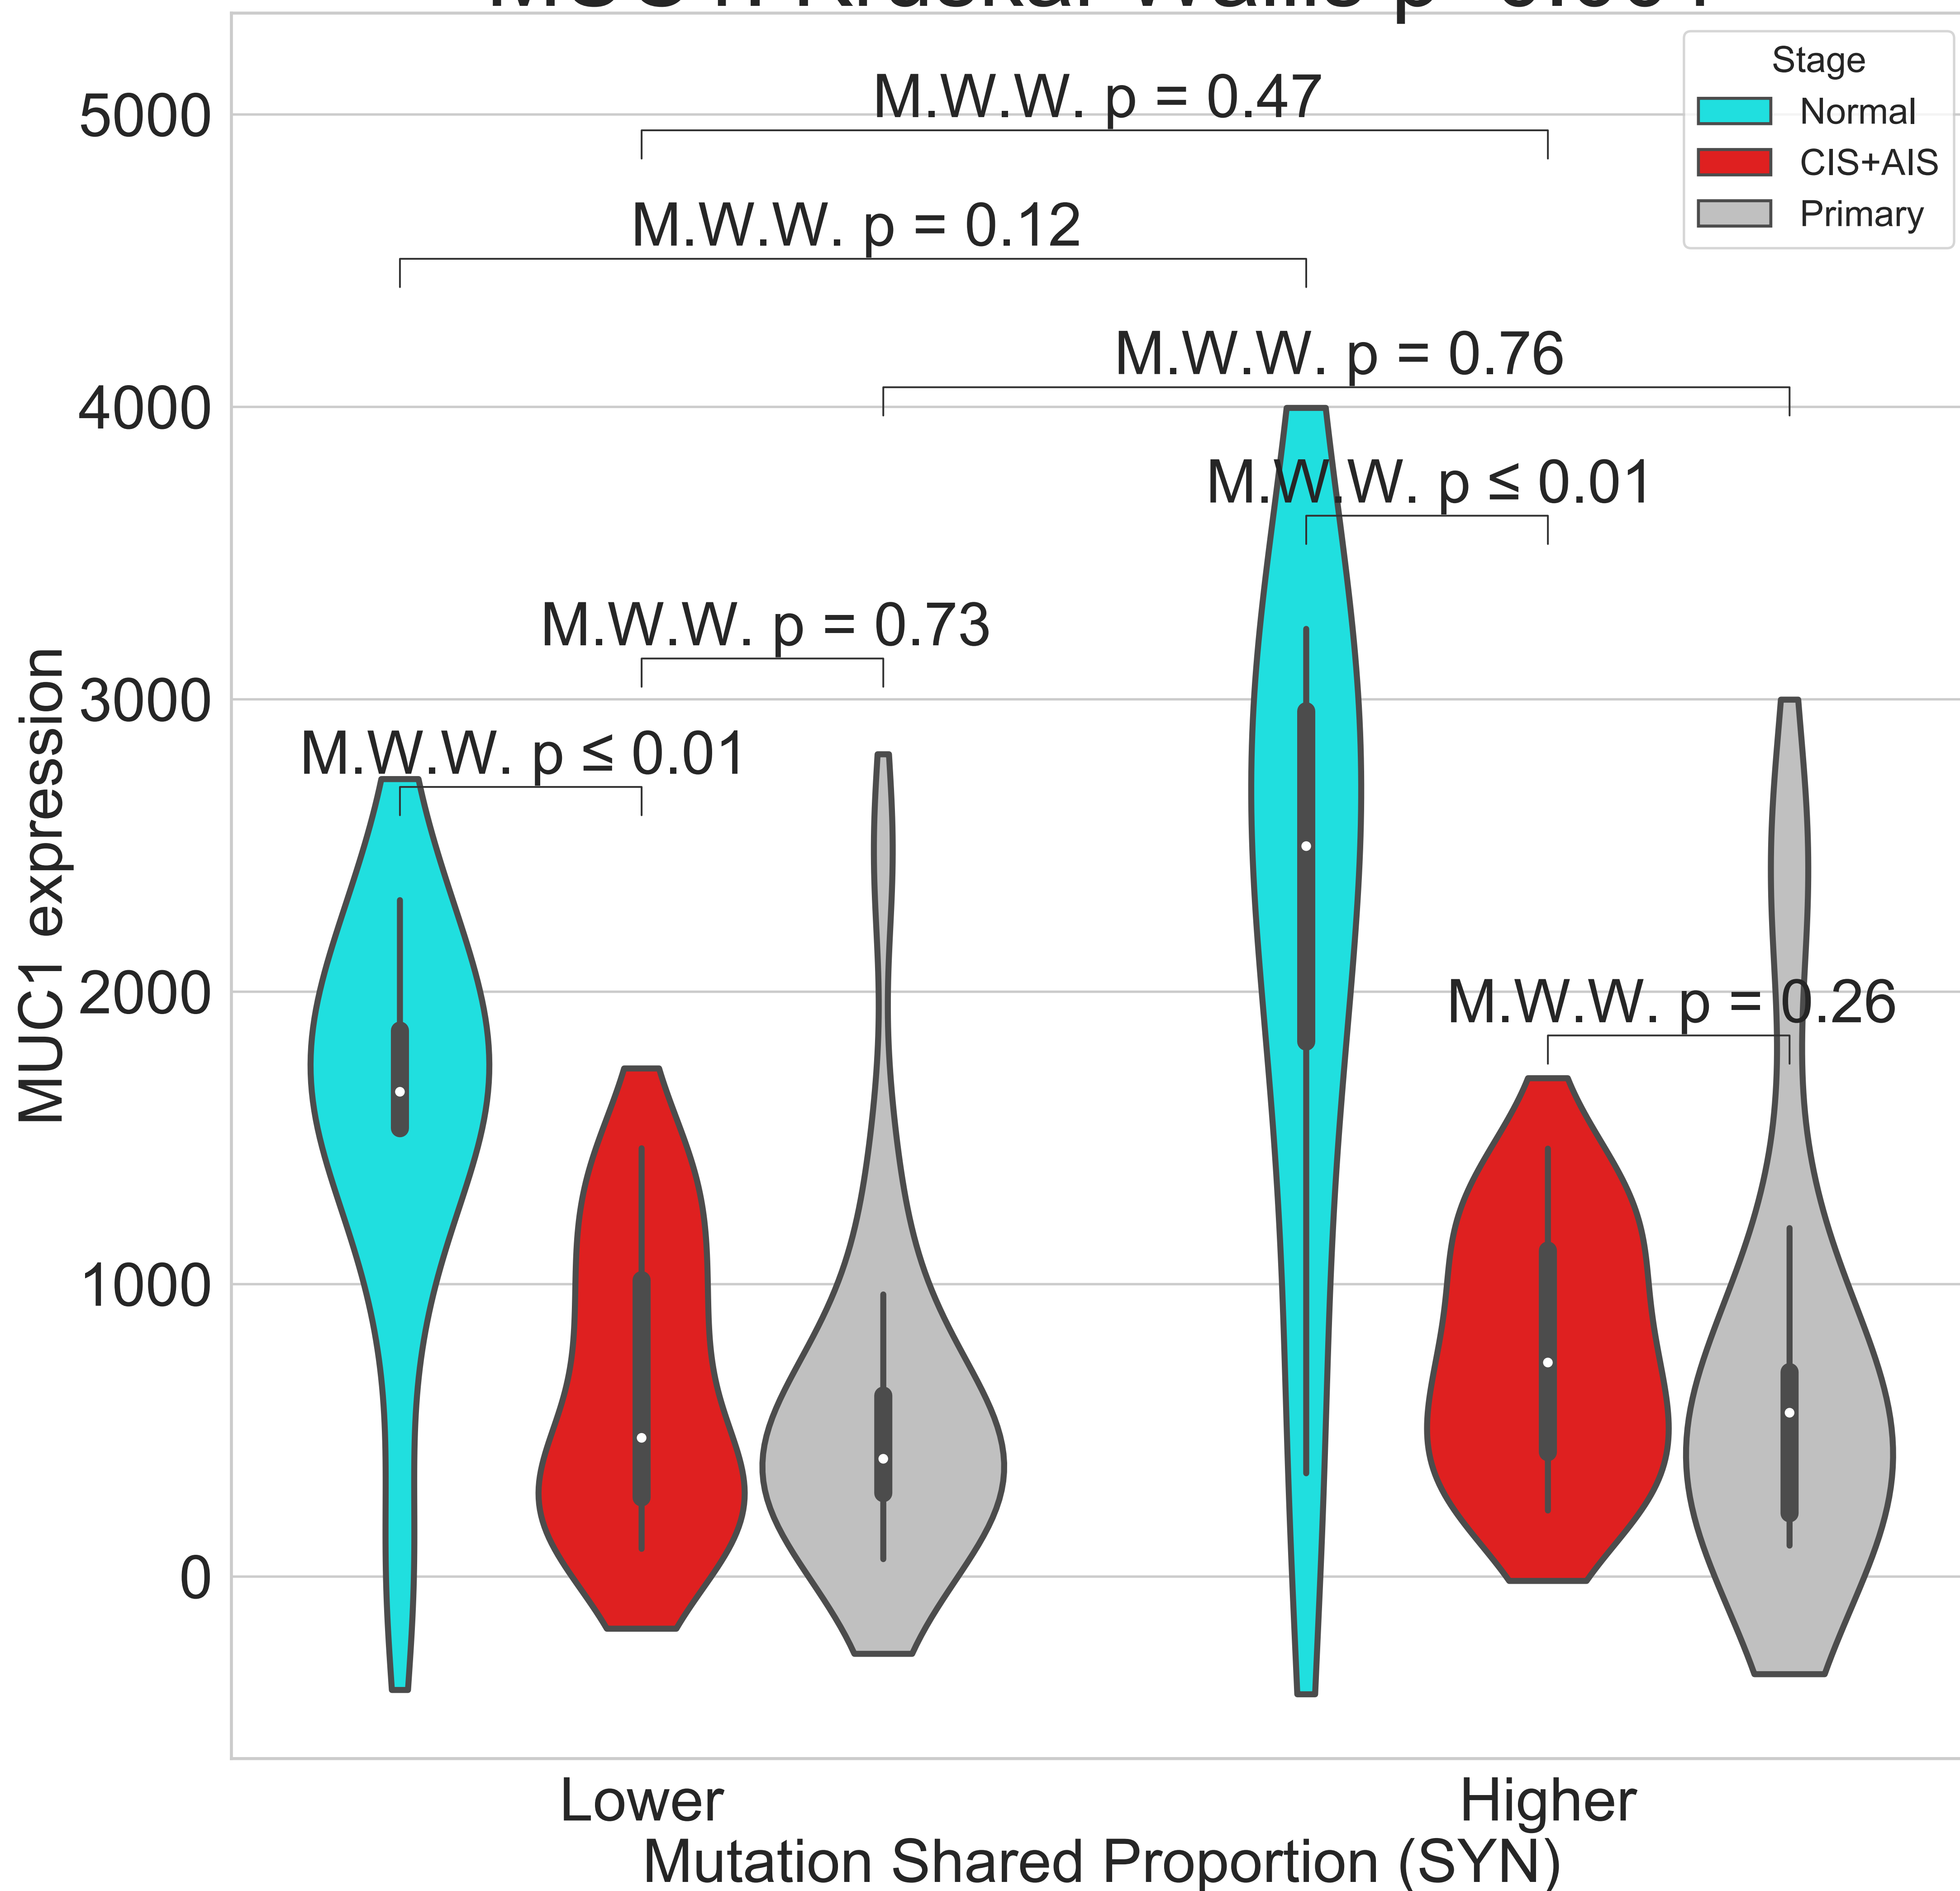 Stage
Normal
CIS+AIS
Primary
M.W.W. p = 0.47
M.W.W. p = 0.12
M.W.W. p = 0.76
M.W.W. p ≤ 0.01
M.W.W. p = 0.73
M.W.W. p ≤ 0.01
M.W.W. p = 0.26
MUC1 expression
5000
4000
3000
2000
1000
0
Lower
Higher
Mutation Shared Proportion (SYN)